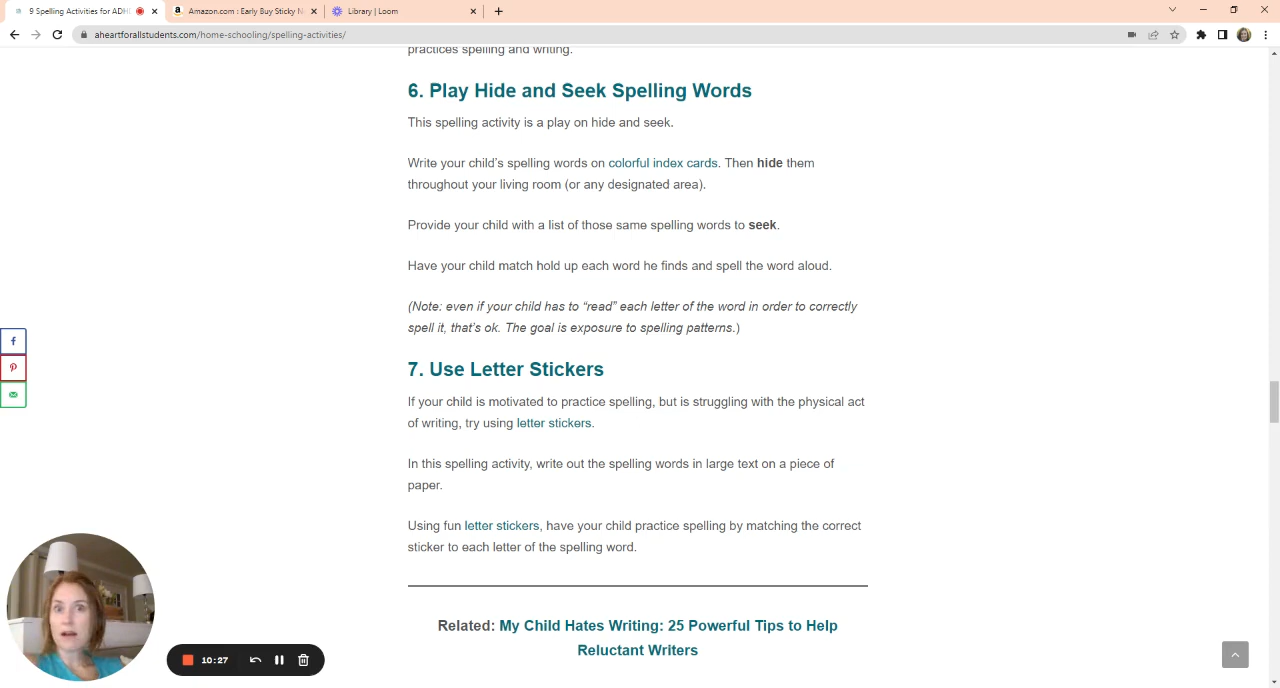 9 Spelling Activities for ADH
Amazon.com : Early Buy Sticky N
Library | Loom
aheartforallstudents.com/home-schooling/spelling-activities/
practices spelling and writing.
6. Play Hide and Seek Spelling Words
This spelling activity is a play on hide and seek.
Write your child's spelling words on colorful index cards. Then hide them
throughout your living room (or any designated area).
Provide your child with a list of those same spelling words to seek.
Have your child match hold up each word he finds and spell the word aloud.
(Note: even if your child has to “read” each letter of the word in order to correctly
spell it, that's ok. The goal is exposure to spelling patterns.)
7. Use Letter Stickers
If your child is motivated to practice spelling, but is struggling with the physical act
of writing, try using letter stickers.
In this spelling activity, write out the spelling words in large text on a piece of
paper.
Using fun letter stickers, have your child practice spelling by matching the correct
sticker to each letter of the spelling word.
Related: My Child Hates Writing: 25 Powerful Tips to Help
Reluctant Writers
10:27